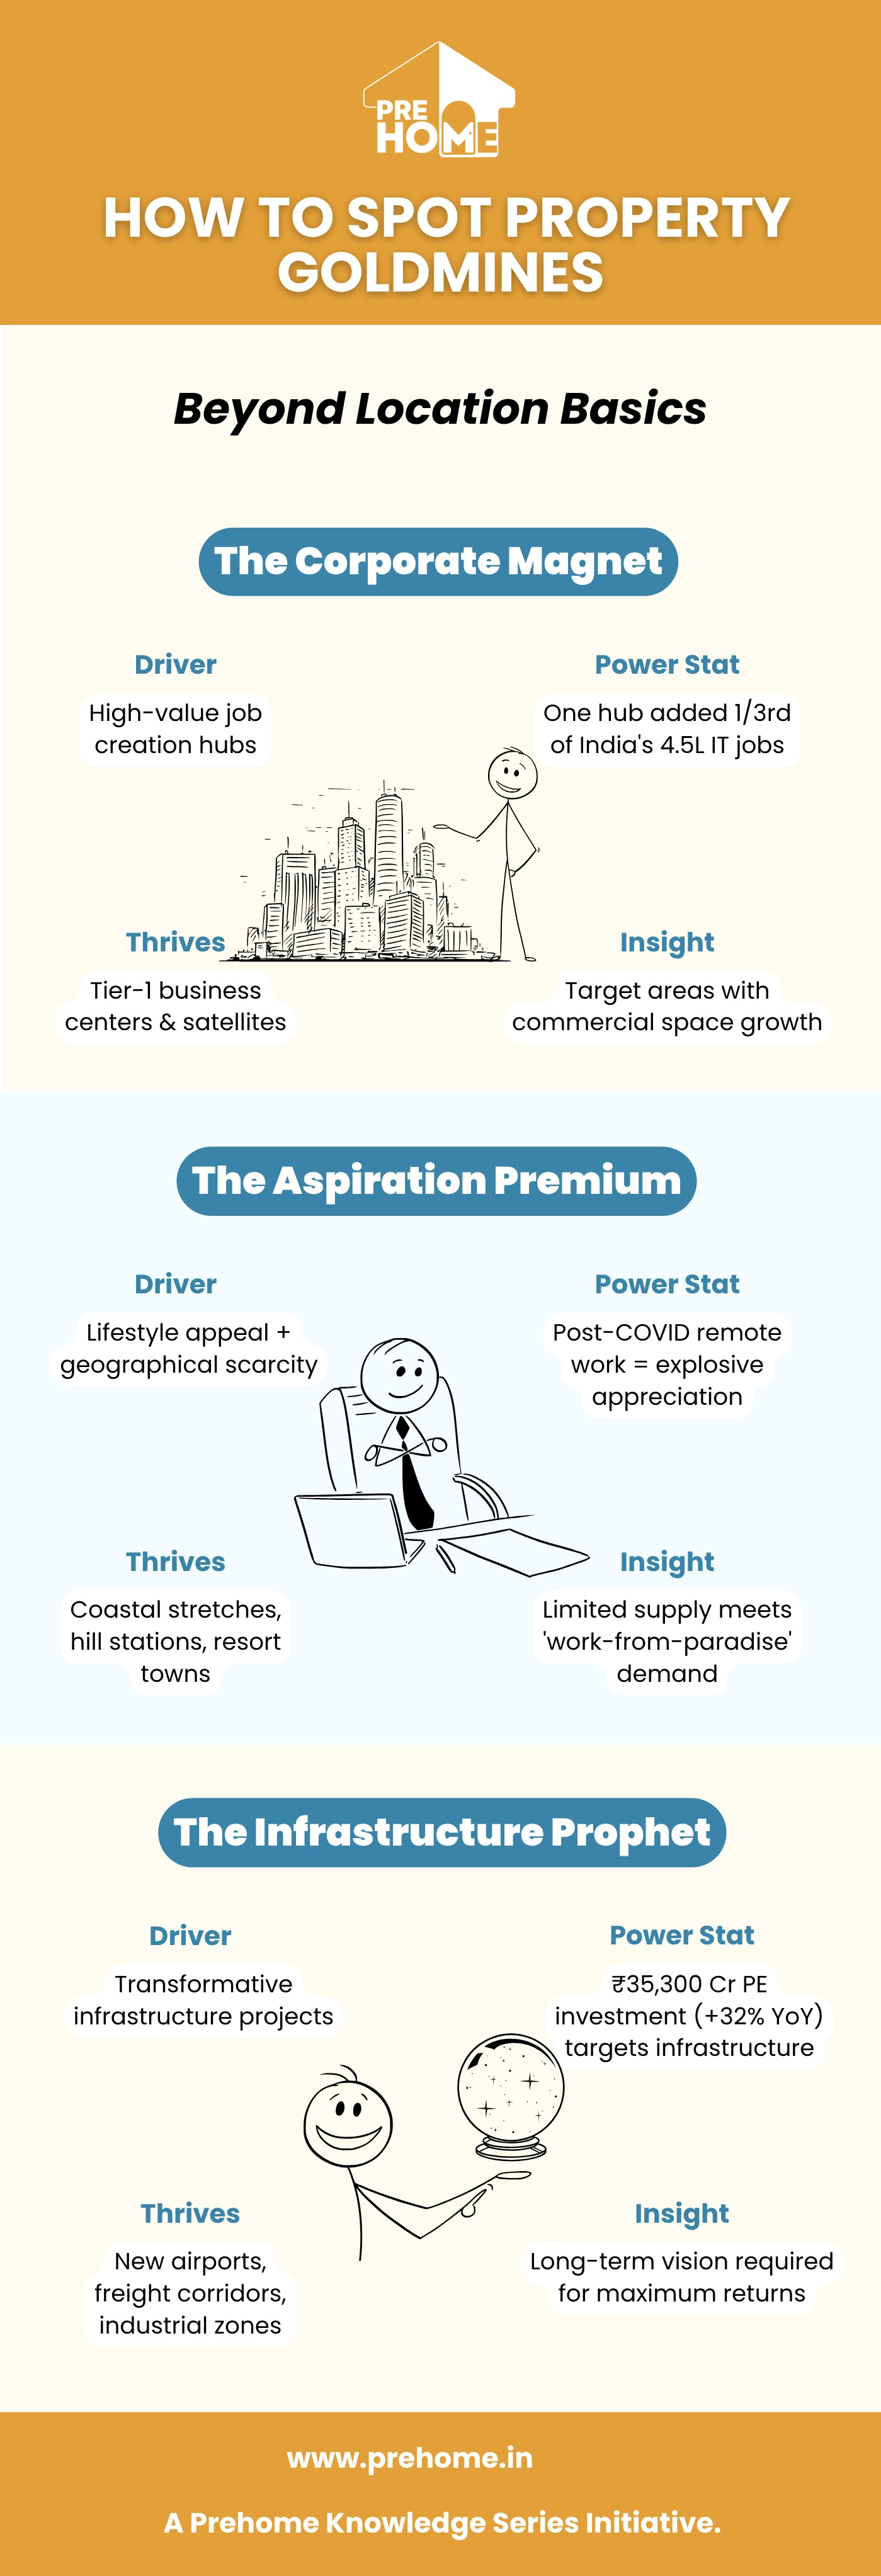 PRE
HOME
HOW TO SPOT PROPERTY
GOLDMINES
Beyond Location Basics
The Corporate Magnet
Driver
High-value job
creation hubs
Power Stat
One hub added 1/3rd
of India's 4.5L IT jobs
Thrives
Tier-1 business
centers & satellites
Insight
Target areas with
commercial space growth
The Aspiration Premium
Driver
Lifestyle appeal +
geographical scarcity
Power Stat
Post-COVID remote
work = explosive
appreciation
Thrives
Coastal stretches,
hill stations, resort
towns
Insight
Limited supply meets
'work-from-paradise'
demand
The Infrastructure Prophet
Driver
Transformative
infrastructure projects
Power Stat
₹35,300 Cr PE
investment (+32% YoY)
targets infrastructure
Thrives
New airports,
freight corridors,
industrial zones
Insight
Long-term vision required
for maximum returns
www.prehome.in
A Prehome Knowledge Series Initiative.